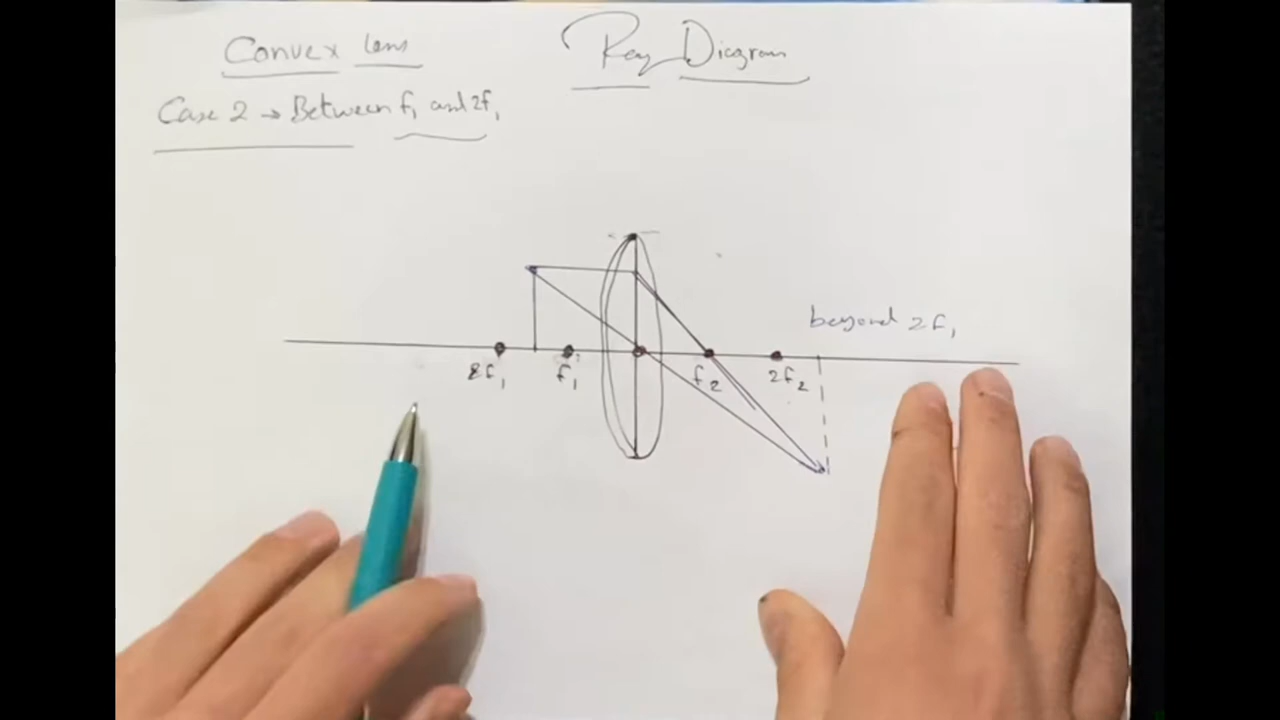 Convex lens
Ray Diagram
Case 2 → Between f₁ and 2f₁
beyond 2F₁
2f₁
f₁
f₂
2f₂